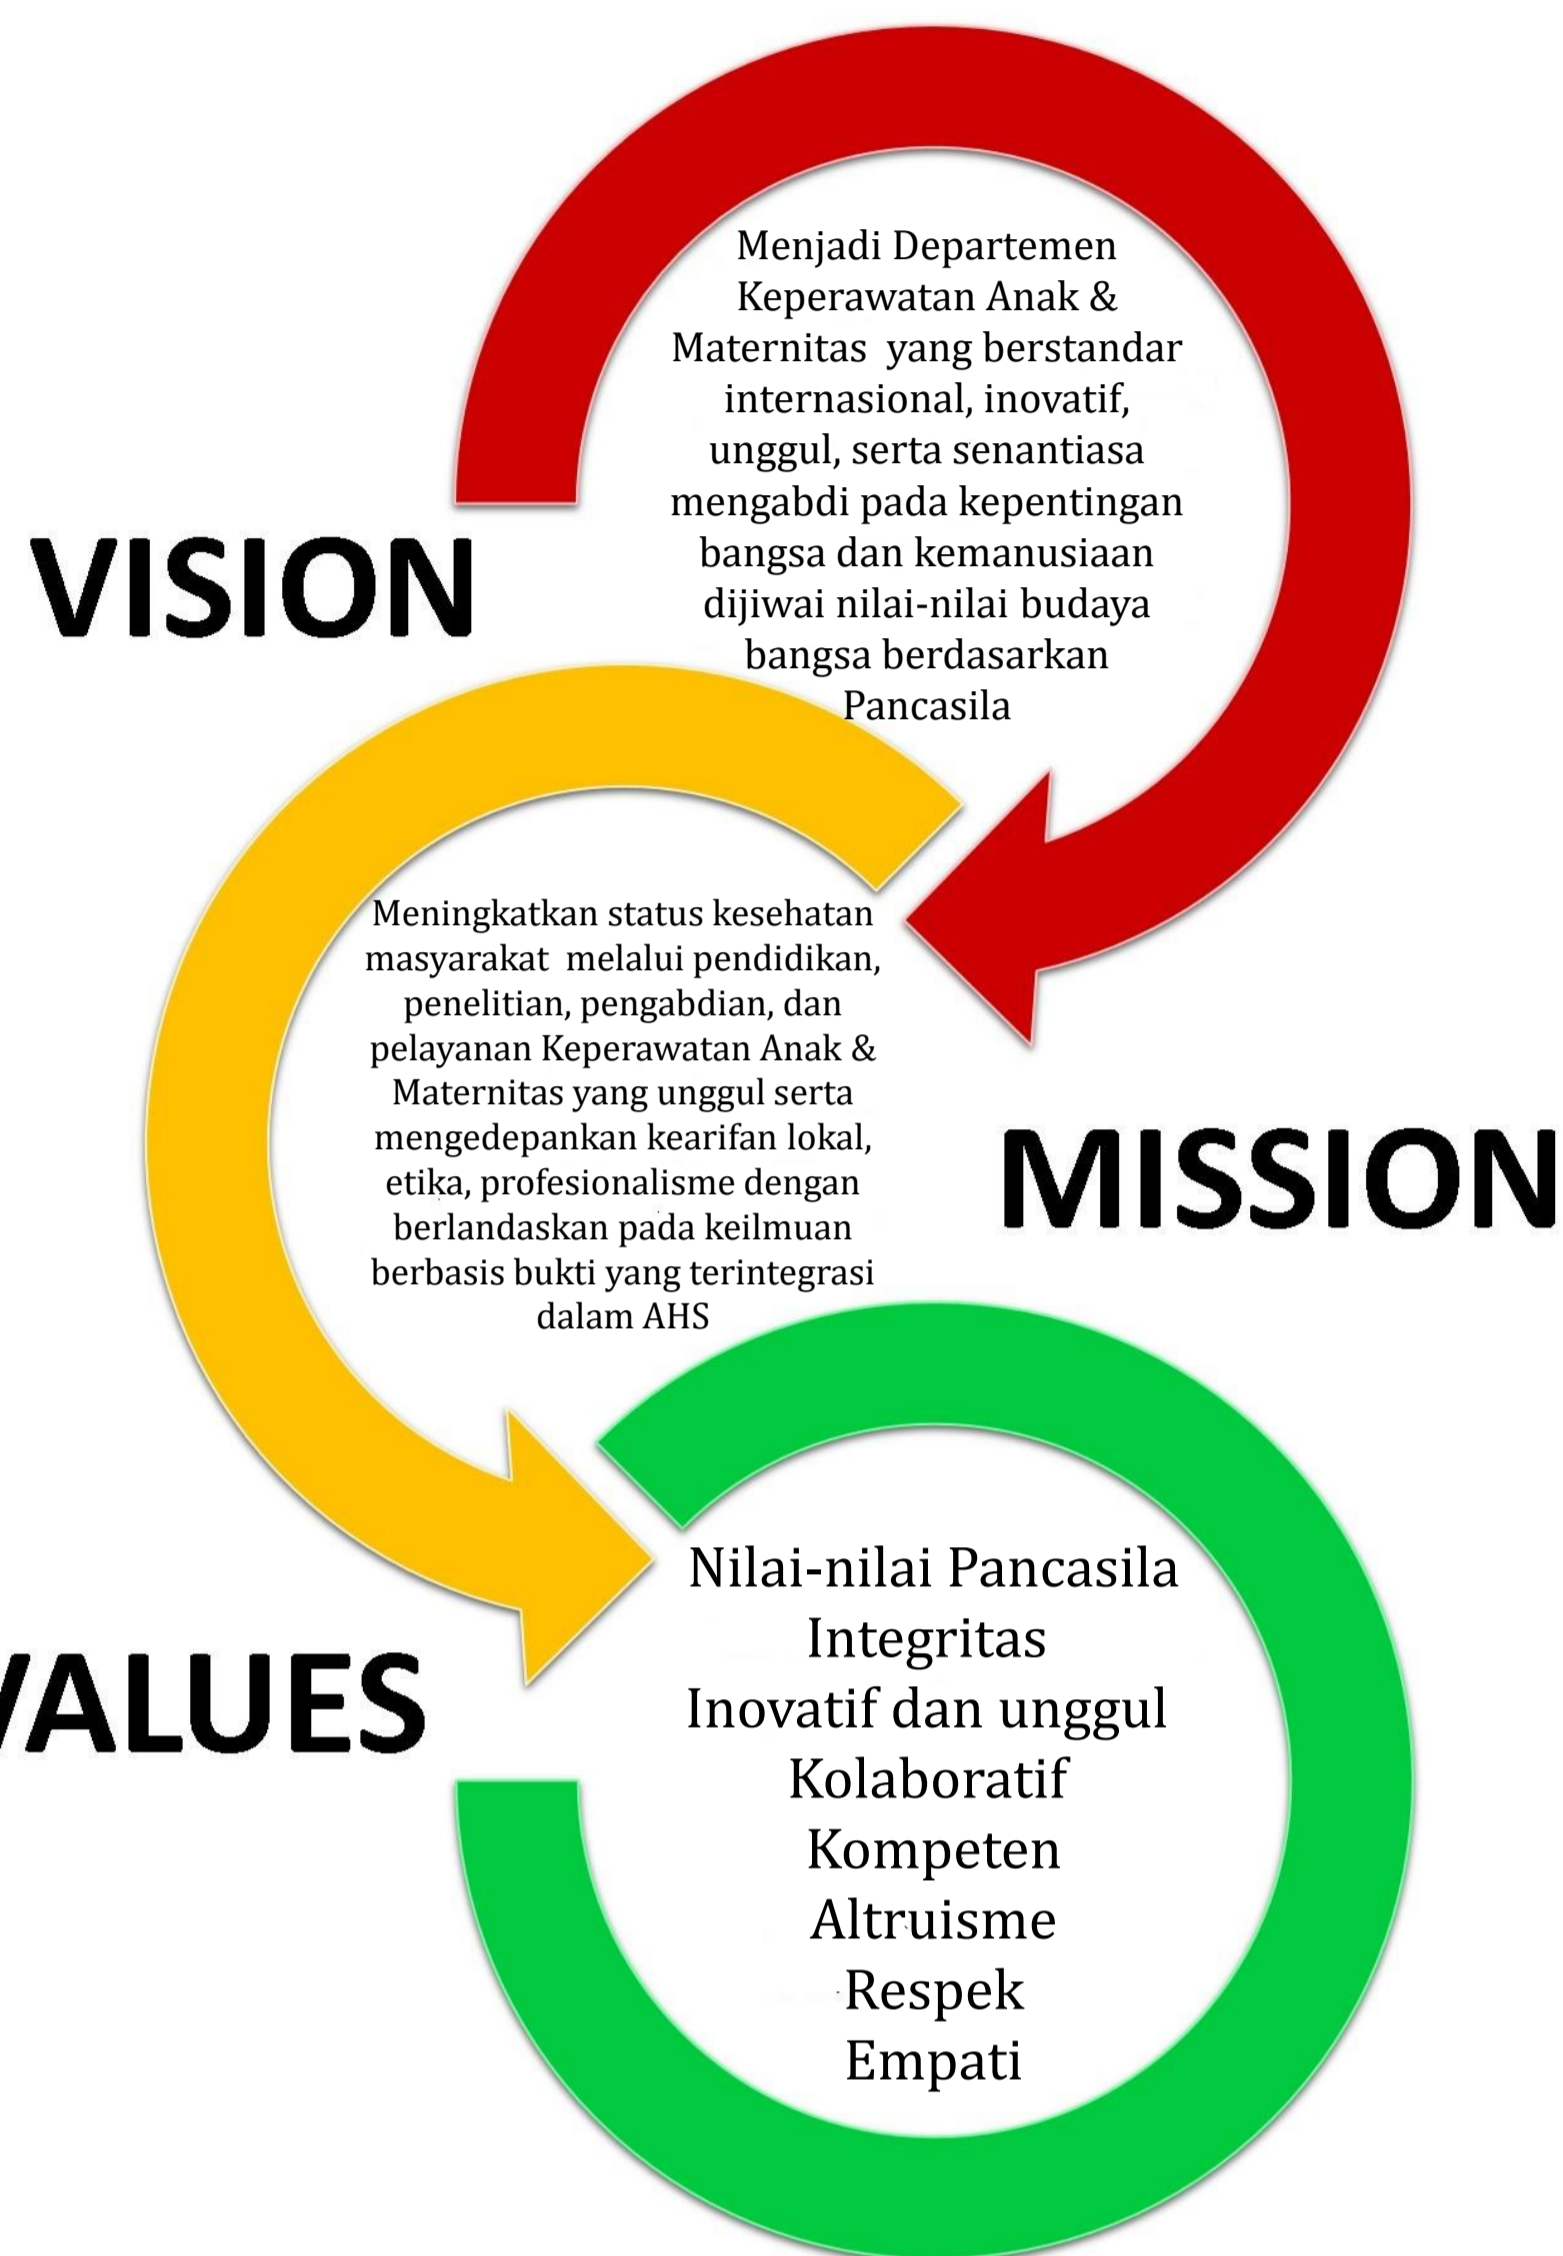 Menjadi Departemen
Keperawatan Anak &
Maternitas yang berstandar
internasional, inovatif,
unggul, serta senantiasa
mengabdi pada kepentingan
bangsa dan kemanusiaan
dijiwai nilai-nilai budaya
bangsa berdasarkan
Pancasila
VISION
Meningkatkan status kesehatan
masyarakat melalui pendidikan,
penelitian, pengabdian, dan
pelayanan Keperawatan Anak &
Maternitas yang unggul serta
mengedepankan kearifan lokal,
etika, profesionalisme dengan
berlandaskan pada keilmuan
berbasis bukti yang terintegrasi
dalam AHS
MISSION
VALUES
Nilai-nilai Pancasila
Integritas
Inovatif dan unggul
Kolaboratif
Kompeten
Altruisme
Respek
Empati